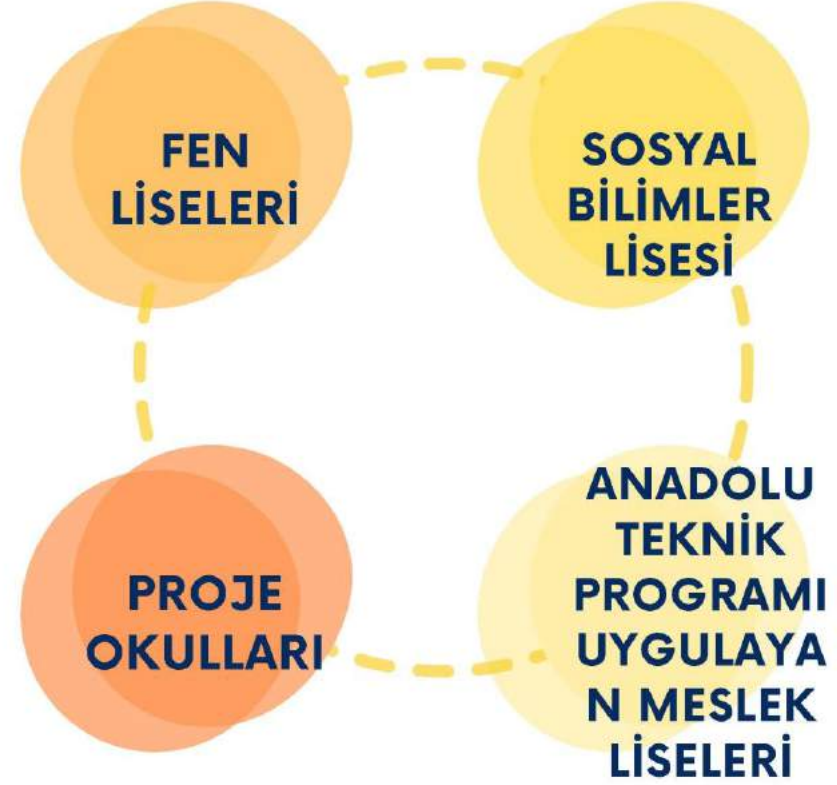 FEN
LİSELERİ
SOSYAL
BİLİMLER
LİSESİ
PROJE
OKULLARI
ANADOLU
TEKNİK
PROGRAMI
UYGULAYA
N MESLEK
LİSELERİ